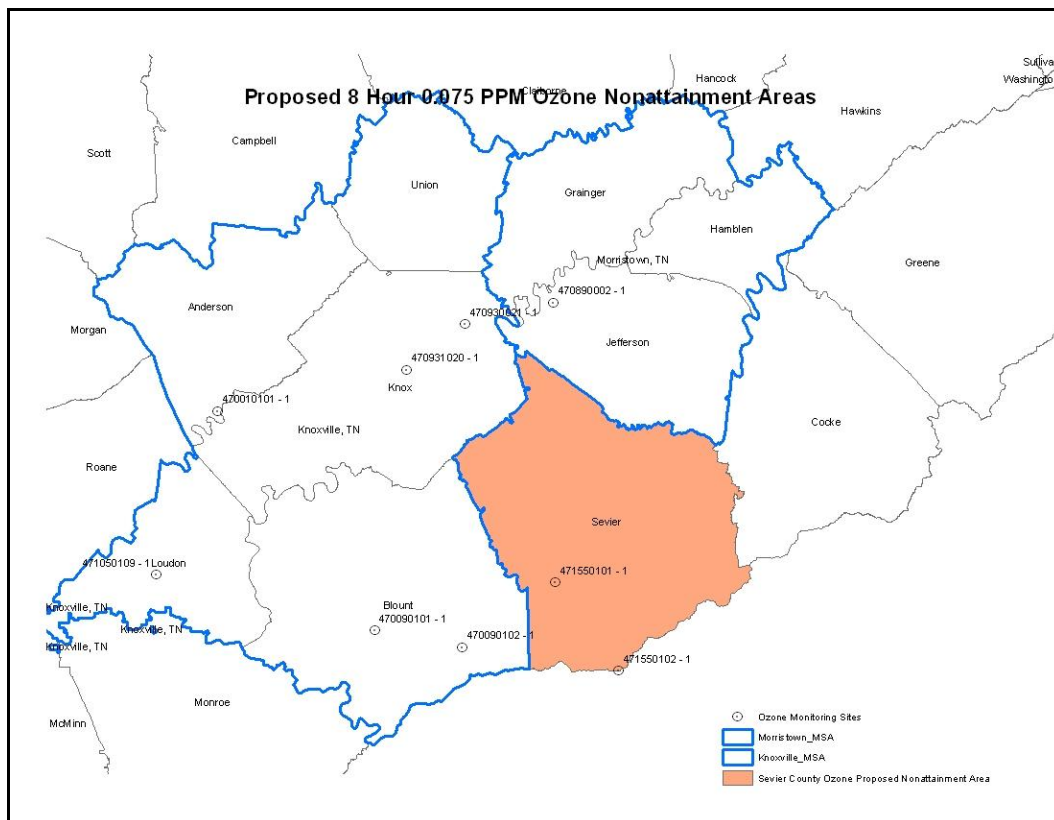 Sulliva
Washington
Hancock
Claiborne
Proposed 8 Hour 0.075 PPM Ozone Nonattainment Areas
Hawkins
Campbell
Scott
Union
Grainger
Hamblen
Morristown, TN
Greene
Anderson
470890002 - 1
470930021 - 1
Morgan
Jefferson
470931020 - 1
Knox
470010101 - 1
Knoxville, TN
Cocke
Roane
Sevier
471050109 - 1
Loudon
471550101 - 1
Blount
Knoxville, TN
470090101 - 1
Knoxville, TN
470090102 - 1
Knoxville, TN
471550102 - 1
Monroe
McMinn
Ozone Monitoring Sites
Morristown_MSA
Knoxville_MSA
Sevier County Ozone Proposed Nonattainment Area